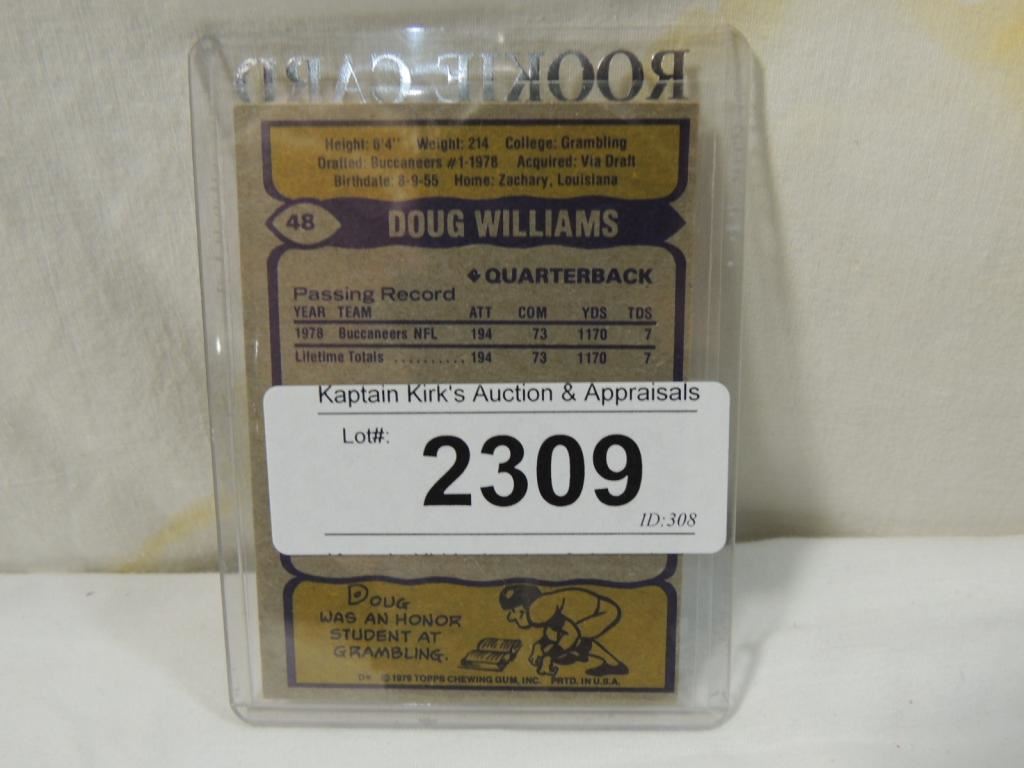 ROOKIE CARD
Height: 6'4" Weight: 214 College: Grambling
Drafted: Buccaneers #1-1978 Acquired: Via Draft
Birthdate: 8-9-55 Home: Zachary, Louisiana
48 DOUG WILLIAMS
QUARTERBACK
Passing Record
YEAR TEAM ATT COM YDS TDS
1978 Buccaneers NFL 194 73 1170 7
Lifetime Totals .......... 194 73 1170 7
Kaptain Kirk's Auction & Appraisals
Lot#: 2309
ID:308
DOUG
WAS AN HONOR
STUDENT AT
GRAMBLING.
D* © 1979 TOPPS CHEWING GUM, INC. PRTD. IN U.S.A.